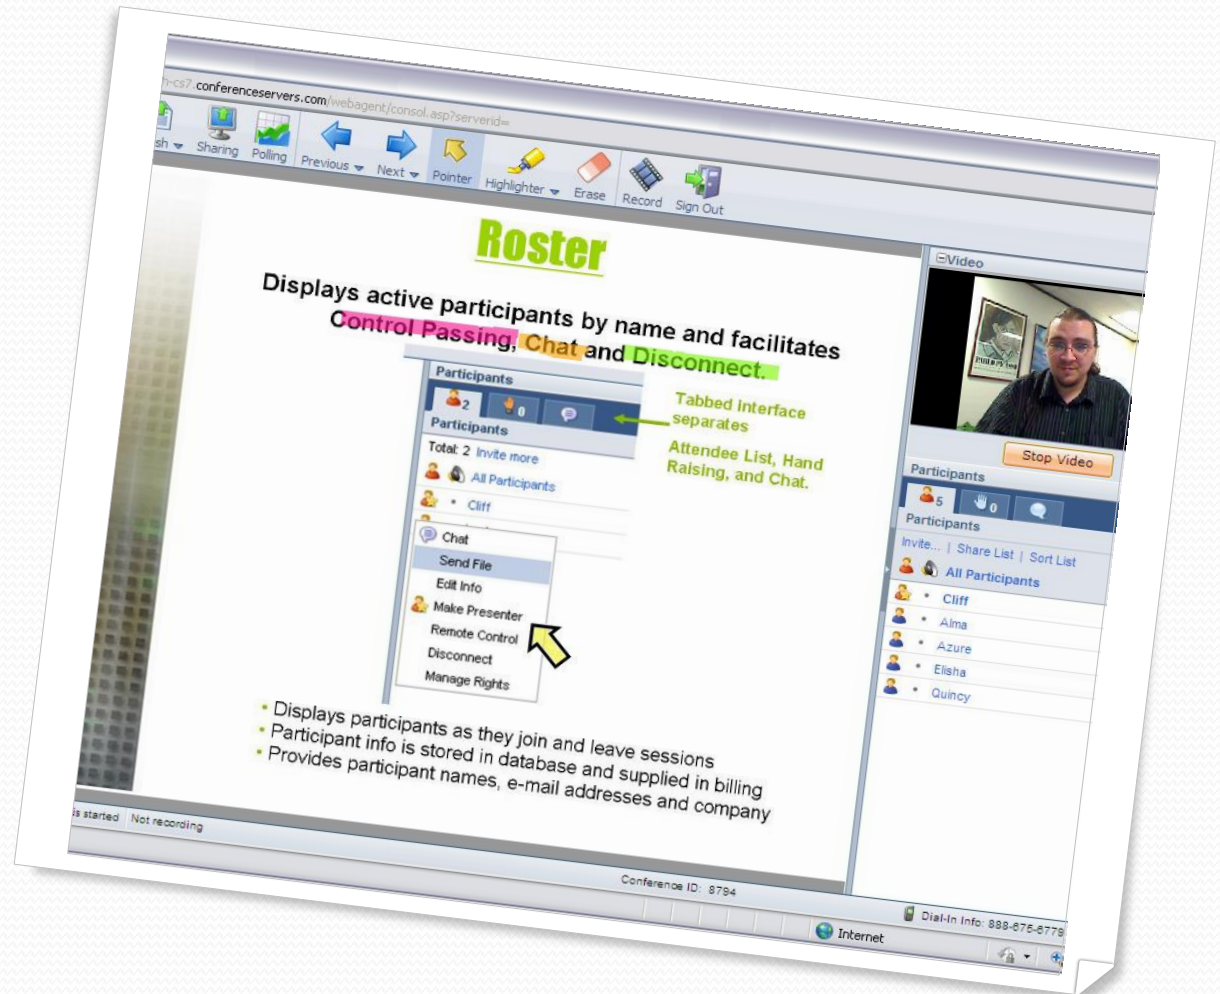 conferenceservers.com/webagent/consol.asp?serverid=
Sharing Polling Previous Next Pointer Highlighter Erase Record Sign Out
Roster
Displays active participants by name and facilitates
Control Passing, Chat and Disconnect.
Participants
2 0
Participants
Total: 2 Invite more
All Participants
Cliff
Chat
Send File
Edit Info
Make Presenter
Remote Control
Disconnect
Manage Rights
Tabbed Interface
separates
Attendee List, Hand
Raising, and Chat.
• Displays participants as they join and leave sessions
• Participant info is stored in database and supplied in billing
• Provides participant names, e-mail addresses and company
Video
Stop Video
Participants
5 0
Participants
Invite... | Share List | Sort List
All Participants
Cliff
Alma
Azure
Elisha
Quincy
is started Not recording
Conference ID: 8794
Dial-In Info: 888-675-6779
Internet